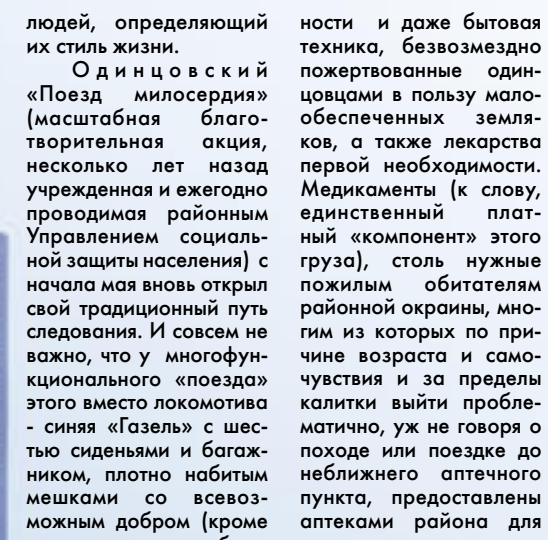 людей, определяющий
их стиль жизни.
Одинцовский
«Поезд милосердия»
(масштабная благо-
творительная акция,
несколько лет назад
учрежденная и ежегодно
проводимая районным
Управлением социаль-
ной защиты населения) с
начала мая вновь открыл
свой традиционный путь
следования. И совсем не
важно, что у многофун-
кционального «поезда»
этого вместо локомотива
- синяя «Газель» с шес-
тью сиденьями и багаж-
ником, плотно набитым
мешками со всевоз-
можным добром (кроме
ности и даже бытовая
техника, безвозмездно
пожертвованные один-
цовцами в пользу мало-
обеспеченных земля-
ков, а также лекарства
первой необходимости.
Медикаменты (к слову,
единственный плат-
ный «компонент» этого
груза), столь нужные
пожилым обитателям
районной окраины, мно-
гим из которых по при-
чине возраста и само-
чувствия и за пределы
калитки выйти пробле-
матично, уж не говоря о
походе или поездке до
неближнего аптечного
пункта, предоставлены
аптеками района для